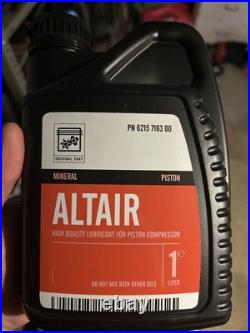 PN 6215 7163 00
ORIGINAL PART
MINERAL
PISTON
ALTAIR
HIGH QUALITY LUBRICANT FÖR PISTON COMPRESSOR
1
LITER
DO NOT MIX WITH OTHER OILS